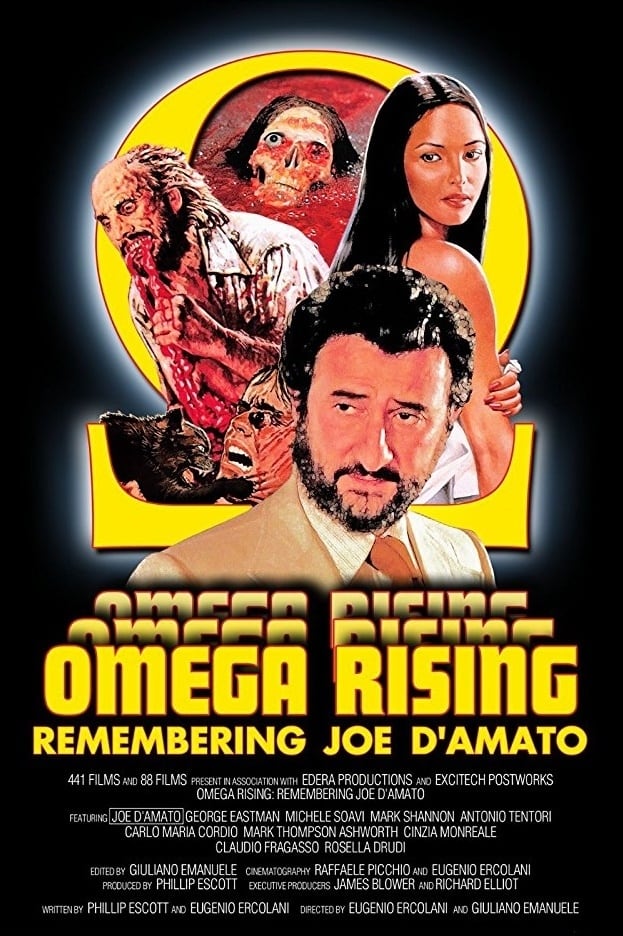 OMEGA RISING
OMEGA RISING
OMEGA RISING
REMEMBERING JOE D'AMATO
441 FILMS AND 88 FILMS PRESENT IN ASSOCIATION WITH EDERA PRODUCTIONS AND EXCITECH POSTWORKS
OMEGA RISING: REMEMBERING JOE D'AMATO
FEATURING JOE D'AMATO GEORGE EASTMAN MICHELE SOAVI MARK SHANNON ANTONIO TENTORI
CARLO MARIA CORDIO MARK THOMPSON ASHWORTH CINZIA MONREALE
CLAUDIO FRAGASSO ROSELLA DRUDI
EDITED BY GIULIANO EMANUELE CINEMATOGRAPHY RAFFAELE PICCHIO AND EUGENIO ERCOLANI
PRODUCED BY PHILLIP ESCOTT EXECUTIVE PRODUCERS JAMES BLOWER AND RICHARD ELLIOT
WRITTEN BY PHILLIP ESCOTT AND EUGENIO ERCOLANI DIRECTED BY EUGENIO ERCOLANI AND GIULIANO EMANUELE